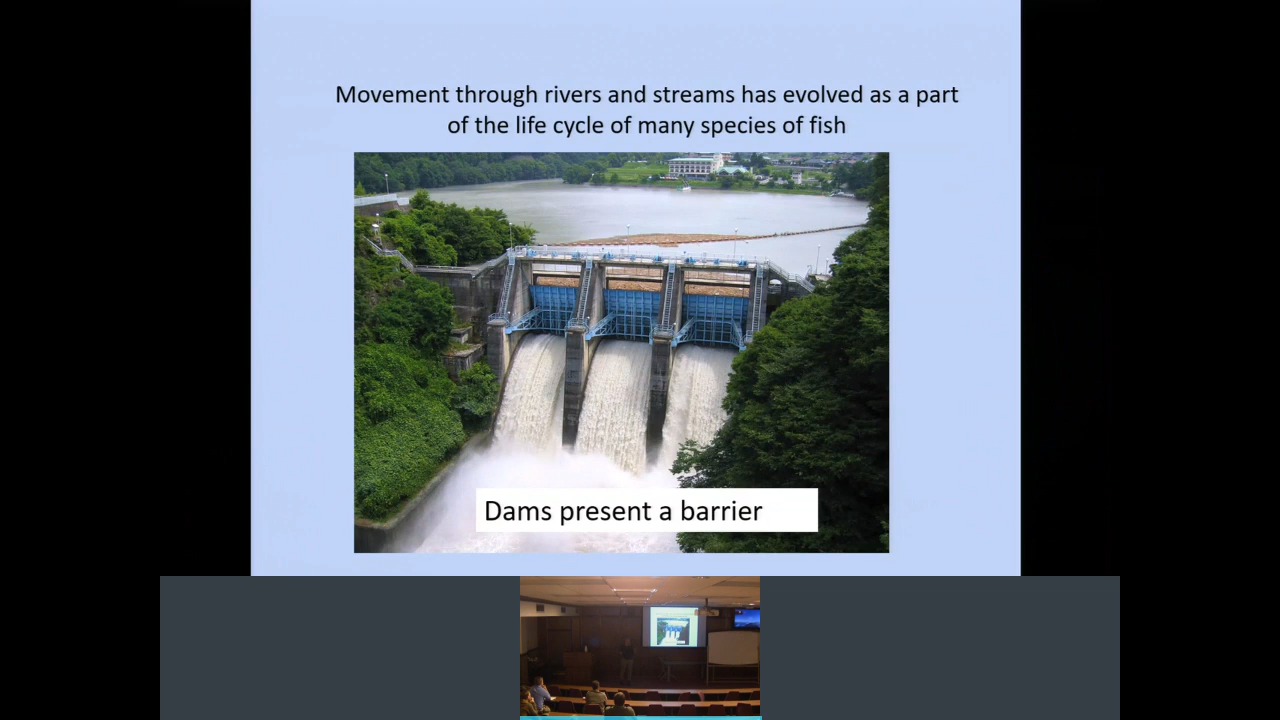 Movement through rivers and streams has evolved as a part
of the life cycle of many species of fish
Dams present a barrier